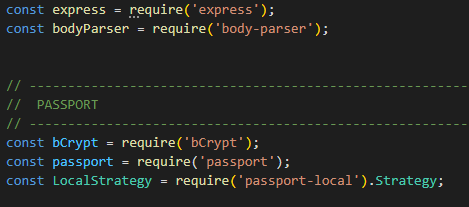 const express = require('express');
const bodyParser = require('body-parser');
// --------------------------------------------------------
//  PASSPORT
// --------------------------------------------------------
const bCrypt = require('bCrypt');
const passport = require('passport');
const LocalStrategy = require('passport-local').Strategy;